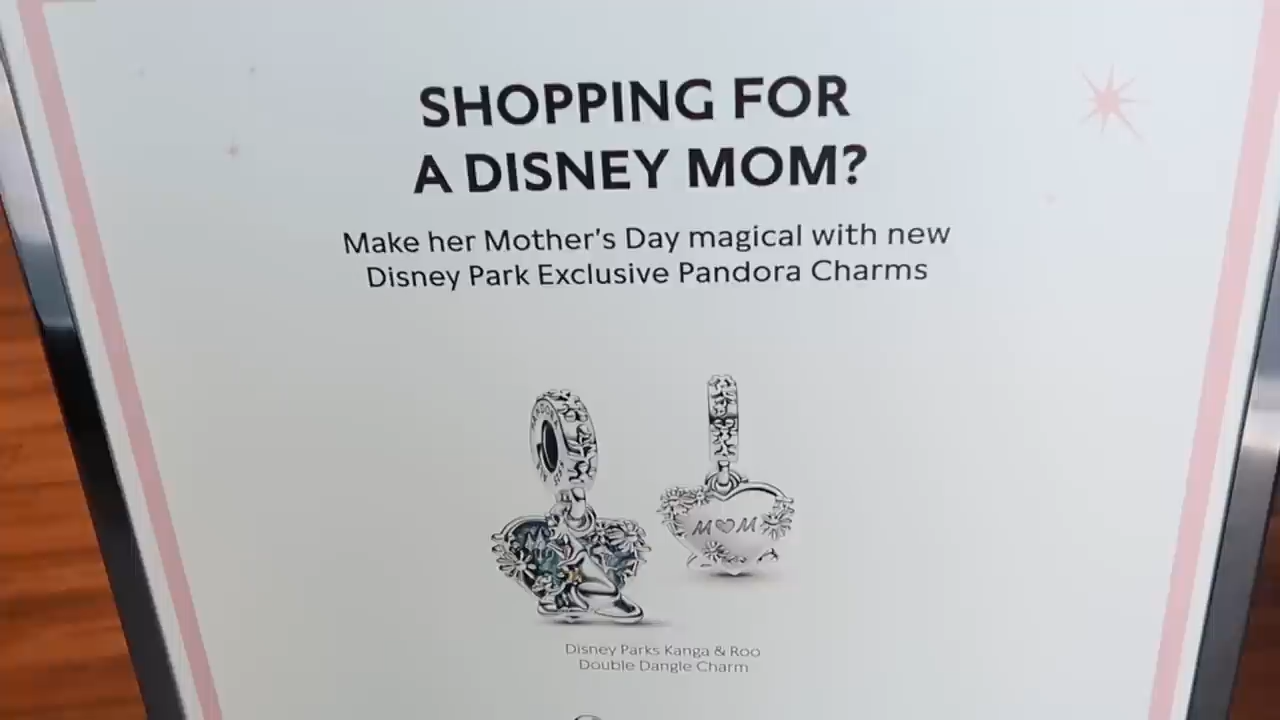 SHOPPING FOR
A DISNEY MOM?
Make her Mother's Day magical with new
Disney Park Exclusive Pandora Charms
M♡M
Disney Parks Kanga & Roo
Double Dangle Charm